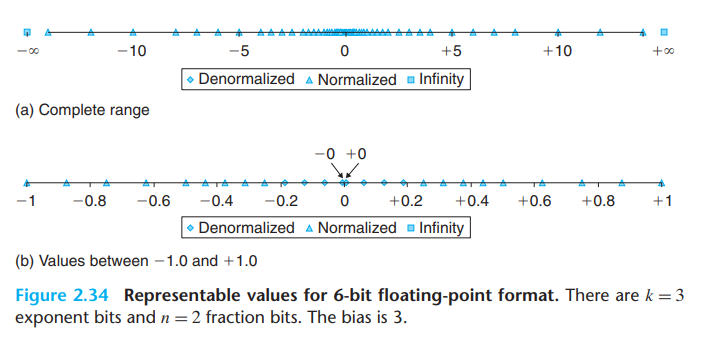 −∞ −10 −5 0 +5 +10 +∞
Denormalized Normalized Infinity
(a) Complete range
−0 +0
−1 −0.8 −0.6 −0.4 −0.2 0 +0.2 +0.4 +0.6 +0.8 +1
Denormalized Normalized Infinity
(b) Values between −1.0 and +1.0
Figure 2.34 Representable values for 6-bit floating-point format. There are k = 3
exponent bits and n = 2 fraction bits. The bias is 3.